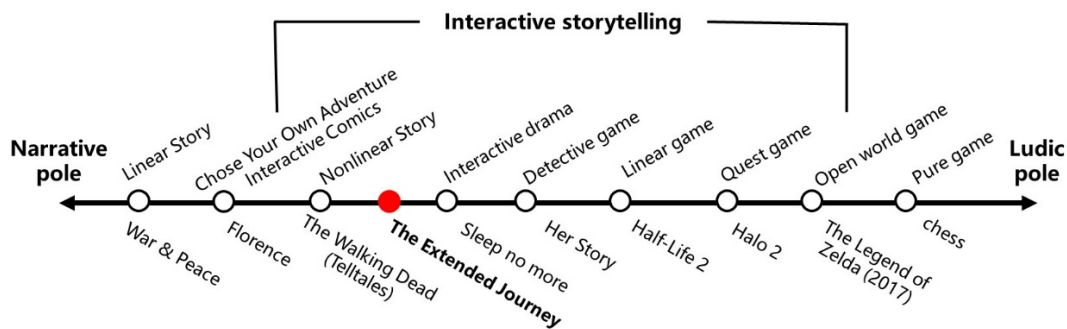 Interactive storytelling
Narrative
pole
Linear Story
Chose Your Own Adventure
Interactive Comics
Nonlinear Story
Interactive drama
Detective game
Linear game
Quest game
Open world game
Pure game
Ludic
pole
War & Peace
Florence
The Walking Dead
(Telltales)
The Extended Journey
Sleep no more
Her Story
Half-Life 2
Halo 2
The Legend of
Zelda (2017)
chess